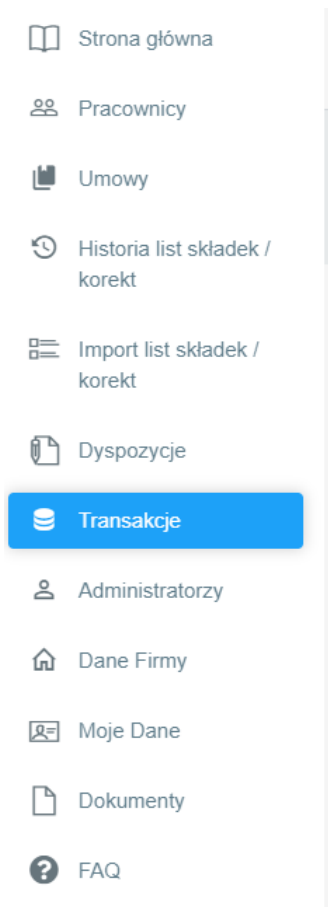 Strona główna
Pracownicy
Umowy
Historia list składek /
korekt
Import list składek /
korekt
Dyspozycje
Transakcje
Administratorzy
Dane Firmy
Moje Dane
Dokumenty
FAQ